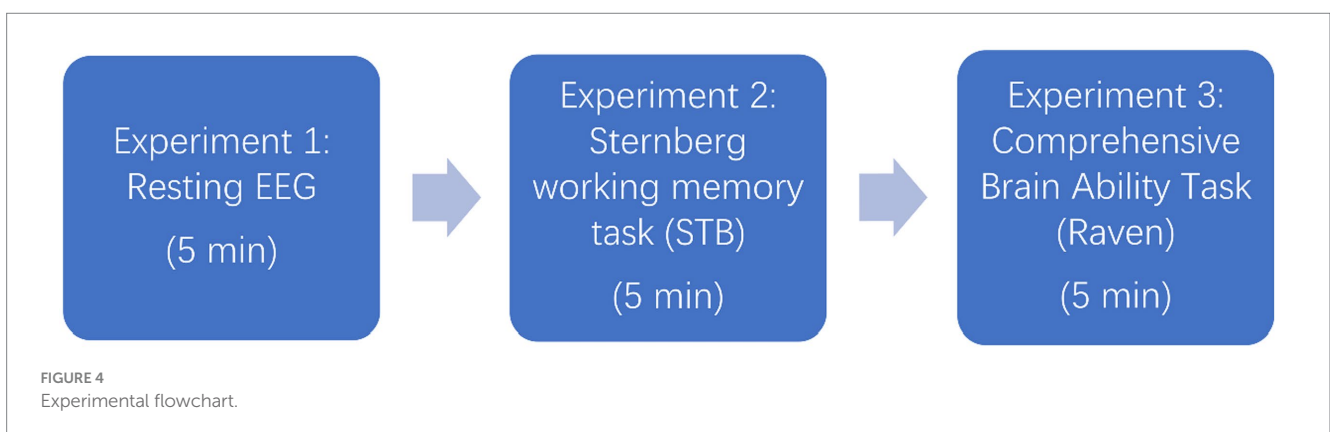 Experiment 1:
Resting EEG
(5 min)
Experiment 2:
Sternberg
working memory
task (STB)
(5 min)
Experiment 3:
Comprehensive
Brain Ability Task
(Raven)
(5 min)
FIGURE 4
Experimental flowchart.